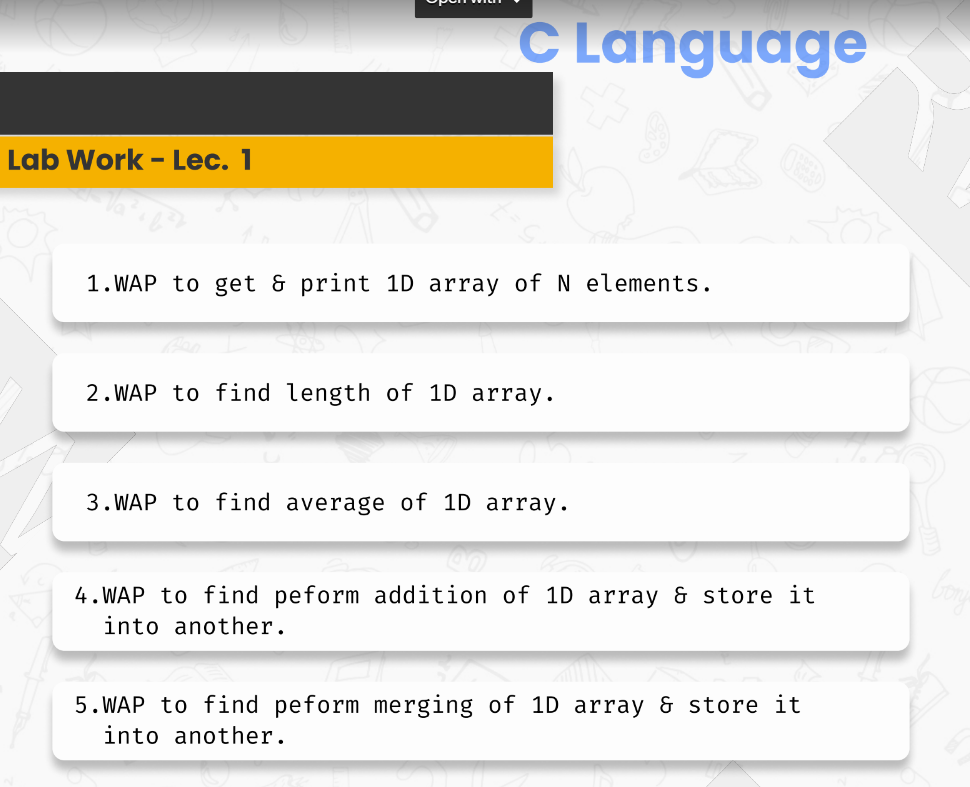 Open with
C Language
Lab Work - Lec. 1
1.WAP to get & print 1D array of N elements.
2.WAP to find length of 1D array.
3.WAP to find average of 1D array.
4.WAP to find peform addition of 1D array & store it
into another.
5.WAP to find peform merging of 1D array & store it
into another.